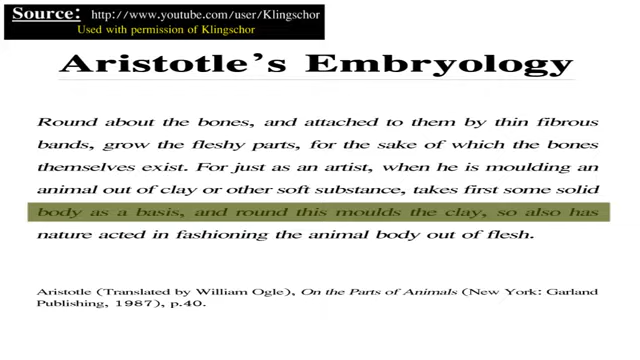 Source: http://www.youtube.com/user/Klingschor
Used with permission of Klingschor
Aristotle's Embryology
Round about the bones, and attached to them by thin fibrous
bands, grow the fleshy parts, for the sake of which the bones
themselves exist. For just as an artist, when he is moulding an
animal out of clay or other soft substance, takes first some solid
body as a basis, and round this moulds the clay, so also has
nature acted in fashioning the animal body out of flesh.
Aristotle (Translated by William Ogle), On the Parts of Animals (New York: Garland
Publishing, 1987), p.40.